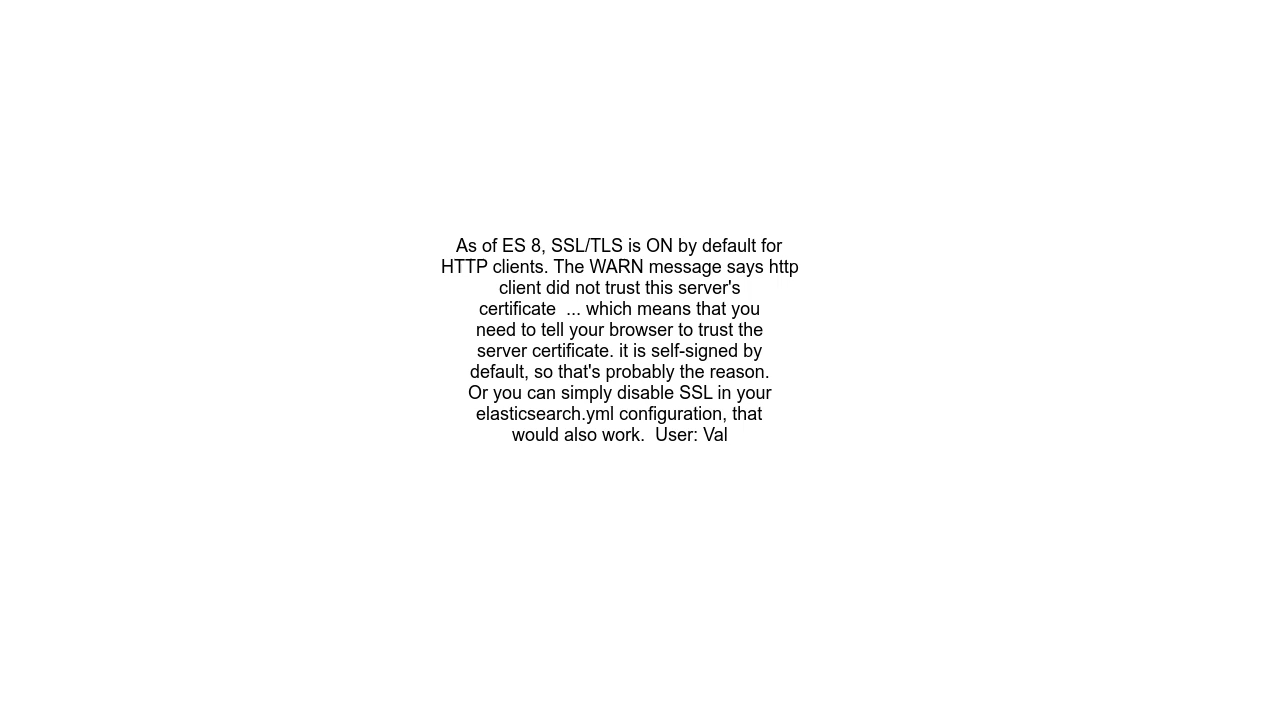 As of ES 8, SSL/TLS is ON by default for
HTTP clients. The WARN message says http
client did not trust this server's
certificate  ... which means that you
need to tell your browser to trust the
server certificate. it is self-signed by
default, so that's probably the reason.
Or you can simply disable SSL in your
elasticsearch.yml configuration, that
would also work.  User: Val